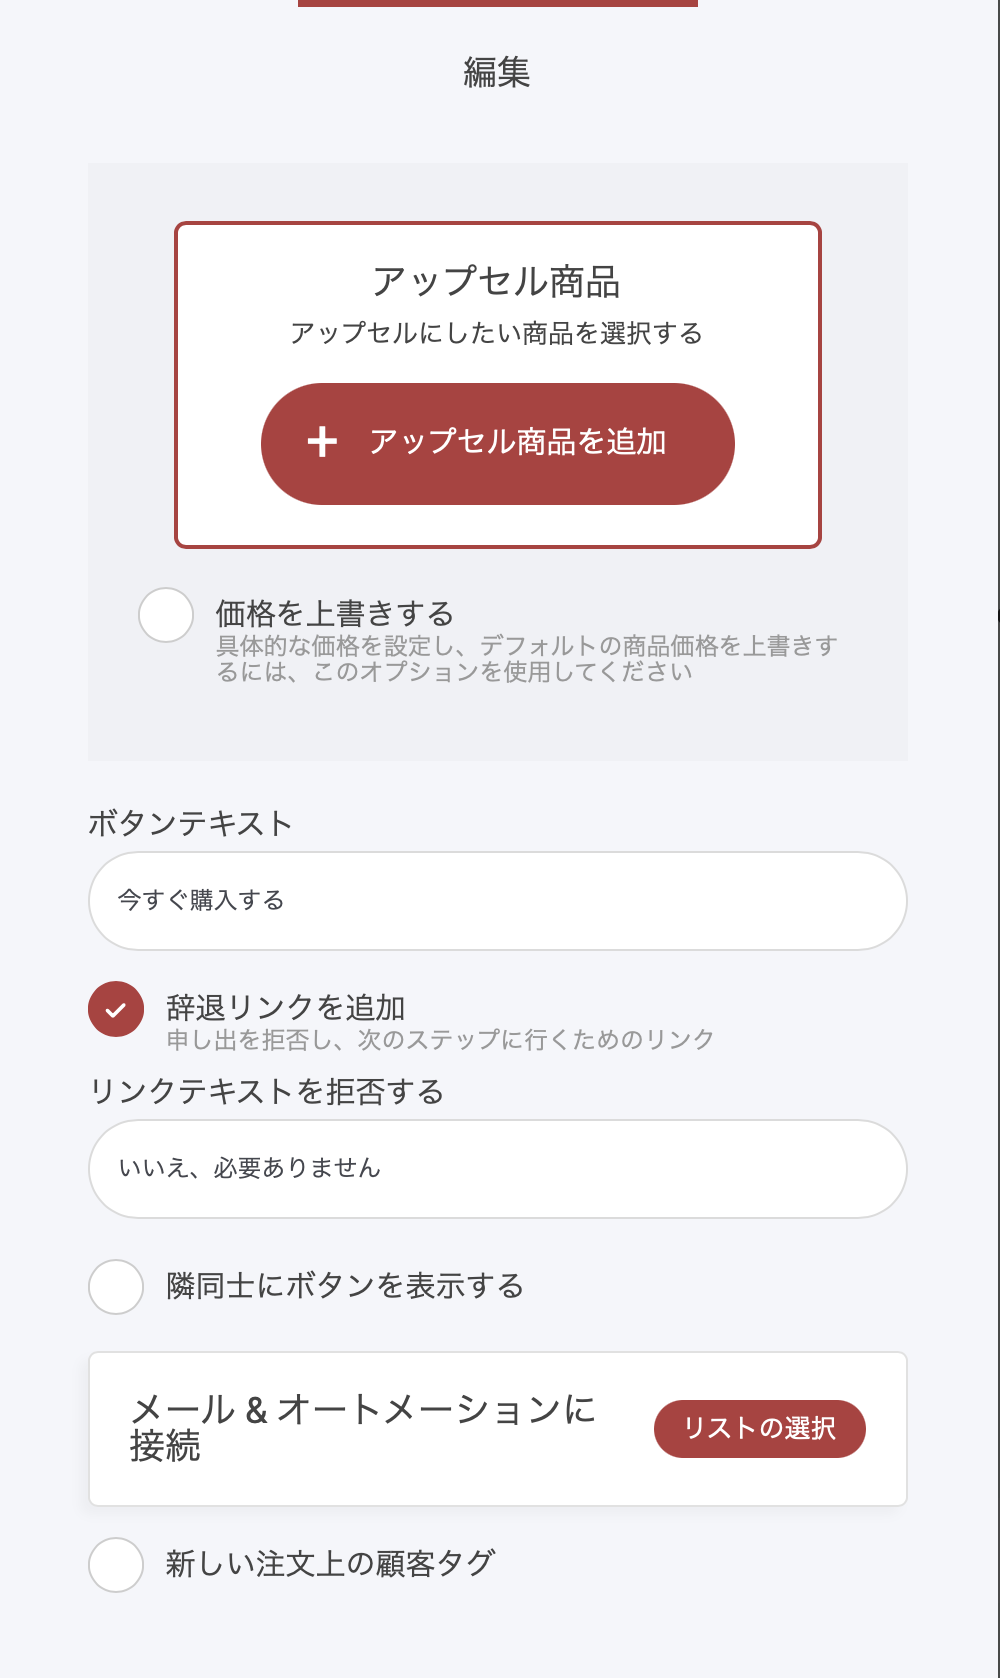 編集
アップセル商品
アップセルにしたい商品を選択する
+ アップセル商品を追加
価格を上書きする
具体的な価格を設定し、デフォルトの商品価格を上書きす
るには、このオプションを使用してください
ボタンテキスト
今すぐ購入する
辞退リンクを追加
申し出を拒否し、次のステップに行くためのリンク
リンクテキストを拒否する
いいえ、必要ありません
隣同士にボタンを表示する
メール & オートメーションに
接続
リストの選択
新しい注文上の顧客タグ